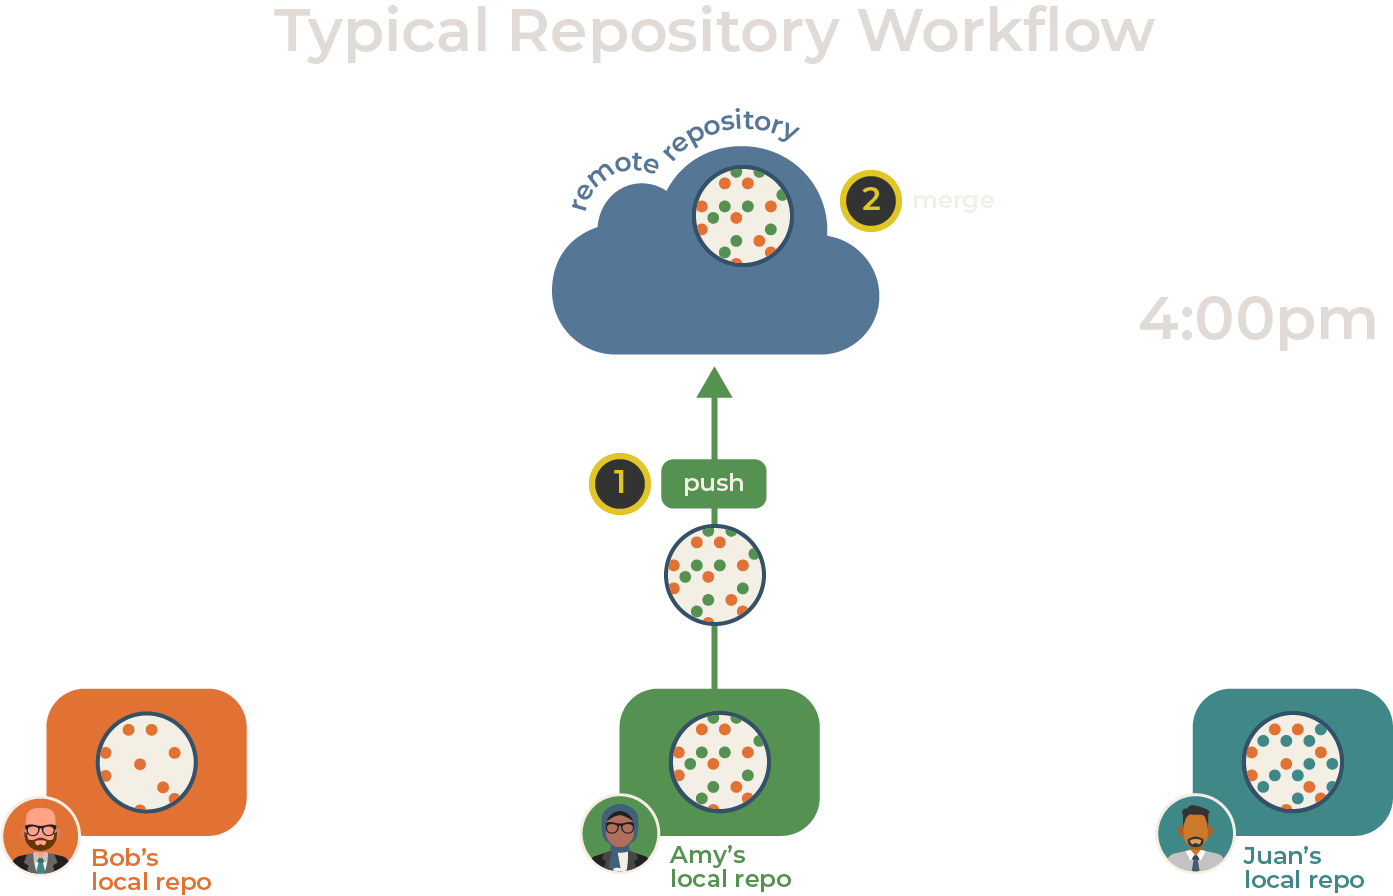 Typical Repository Workflow
remote repository
2
merge
4:00pm
1
push
Bob’s
local repo
Amy’s
local repo
Juan’s
local repo